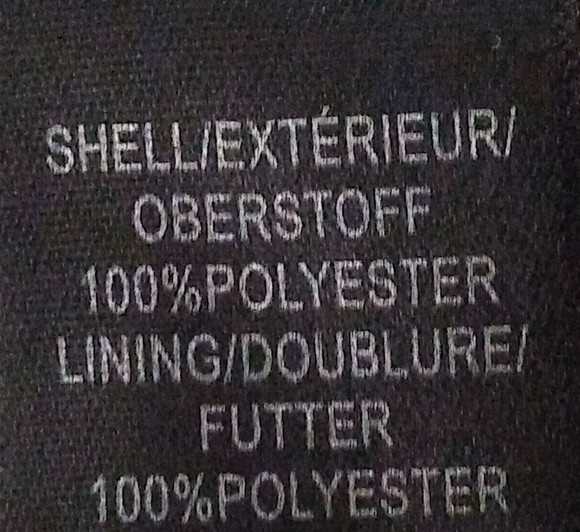 SHELL/EXTÉRIEUR/
OBERSTOFF
100%POLYESTER
LINING/DOUBLURE/
FUTTER
100%POLYESTER